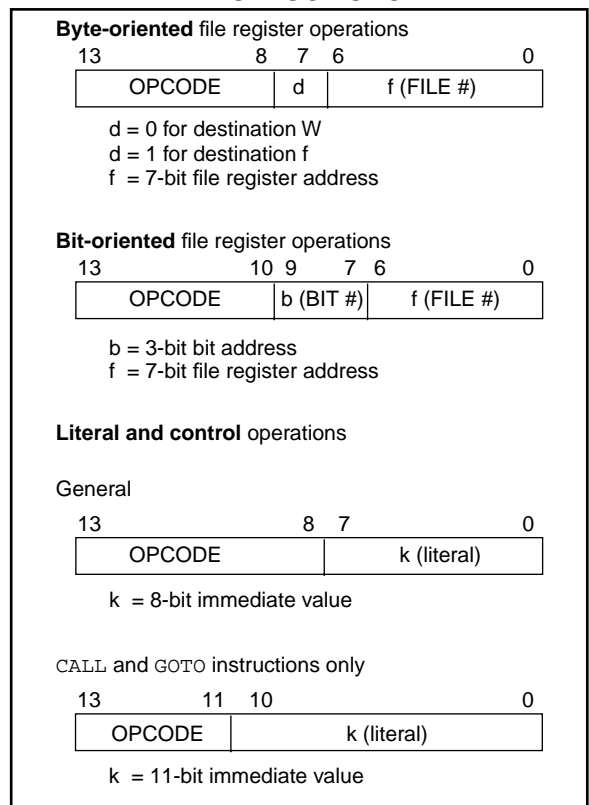 Byte-oriented file register operations
13 8 7 6 0
OPCODE d f (FILE #)
d = 0 for destination W
d = 1 for destination f
f = 7-bit file register address
Bit-oriented file register operations
13 10 9 7 6 0
OPCODE b (BIT #) f (FILE #)
b = 3-bit bit address
f = 7-bit file register address
Literal and control operations
General
13 8 7 0
OPCODE k (literal)
k = 8-bit immediate value
CALL and GOTO instructions only
13 11 10 0
OPCODE k (literal)
k = 11-bit immediate value